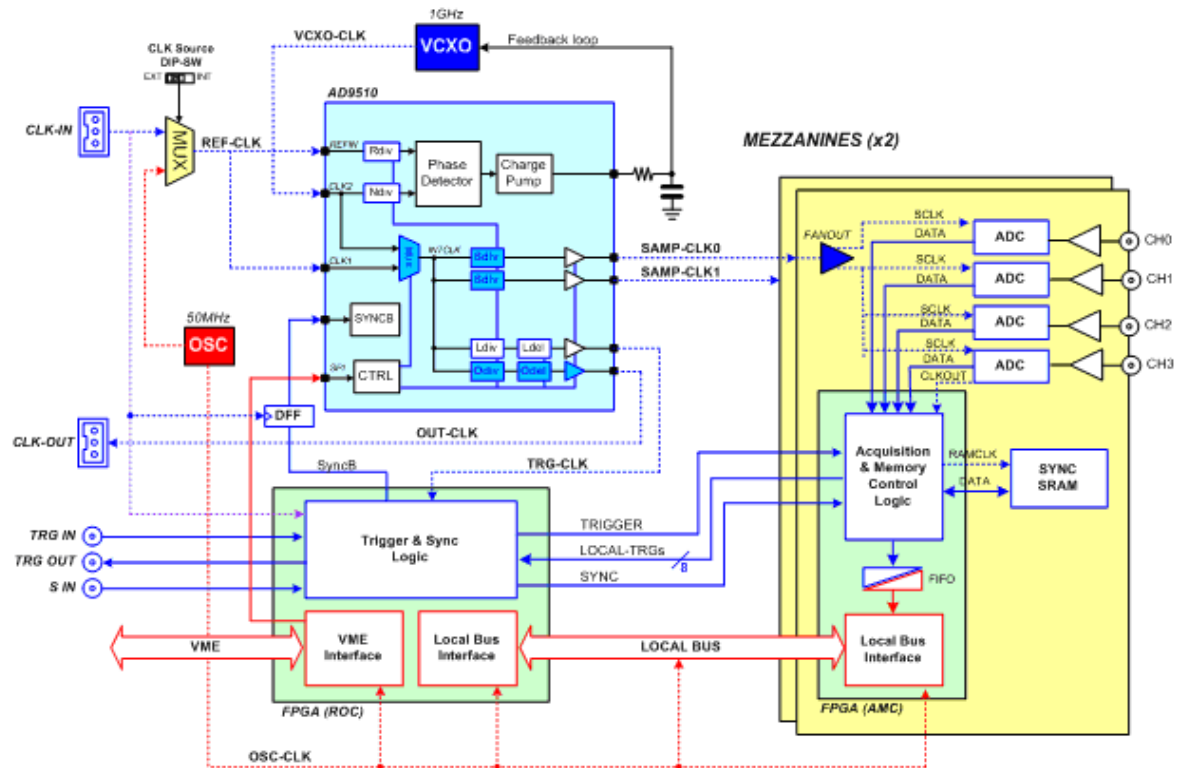 1GHz
VCXO-CLK
VCXO
Feedback loop
CLK Source
DIP-SW
EXT
INT
AD9510
CLK-IN
MUX
REF-CLK
REFIN
Rdiv
Phase
Detector
Charge
Pump
CLK2
Ndiv
MEZZANINES (x2)
SCLK
FANOUT
DATA
ADC
CH0
INTCLK
SAMP-CLK0
CLK1
SCLK
DATA
ADC
CH1
SAMP-CLK1
50MHz
OSC
SYNCB
SCLK
DATA
ADC
CH2
Ldiv
Ldel
SCLK
DATA
ADC
CH3
SPI
CTRL
Odiv
Odel
CLKOUT
DFF
OUT-CLK
CLK-OUT
SyncB
TRG-CLK
Acquisition
& Memory
Control
Logic
RAMCLK
DATA
SYNC
SRAM
TRG IN
TRG OUT
S IN
Trigger & Sync
Logic
TRIGGER
LOCAL-TRGs
8
SYNC
FIFO
VME
VME
Interface
Local Bus
Interface
LOCAL BUS
Local Bus
Interface
FPGA (ROC)
FPGA (AMC)
OSC-CLK